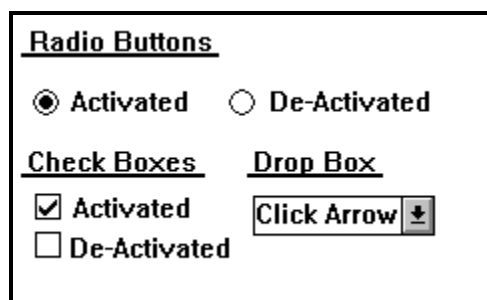 Radio Buttons
Activated De-Activated
Check Boxes Drop Box
Activated Click Arrow
De-Activated